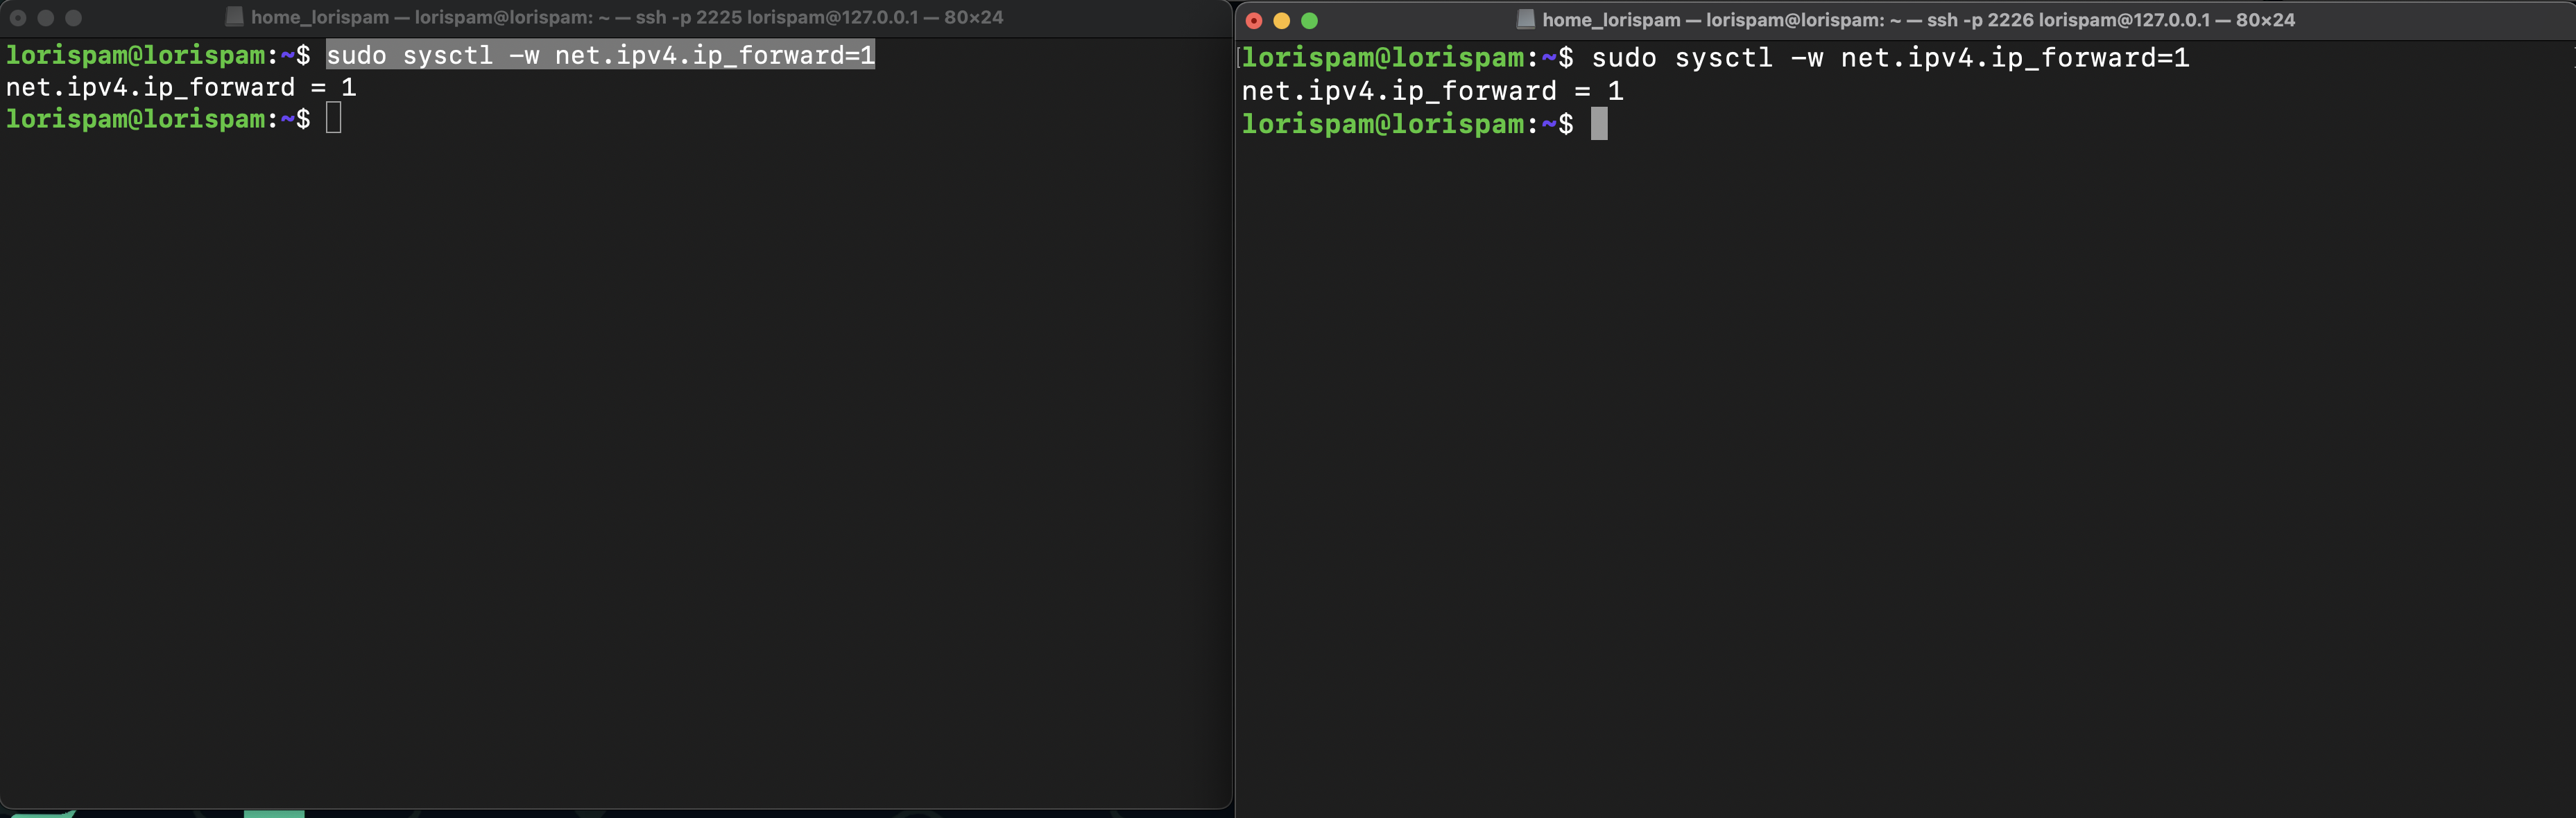 home_lorispam — lorispam@lorispam: ~ — ssh -p 2225 lorispam@127.0.0.1 — 80×24
lorispam@lorispam:~$ sudo sysctl -w net.ipv4.ip_forward=1
net.ipv4.ip_forward = 1
lorispam@lorispam:~$
home_lorispam — lorispam@lorispam: ~ — ssh -p 2226 lorispam@127.0.0.1 — 80×24
[lorispam@lorispam:~$ sudo sysctl -w net.ipv4.ip_forward=1
net.ipv4.ip_forward = 1
lorispam@lorispam:~$